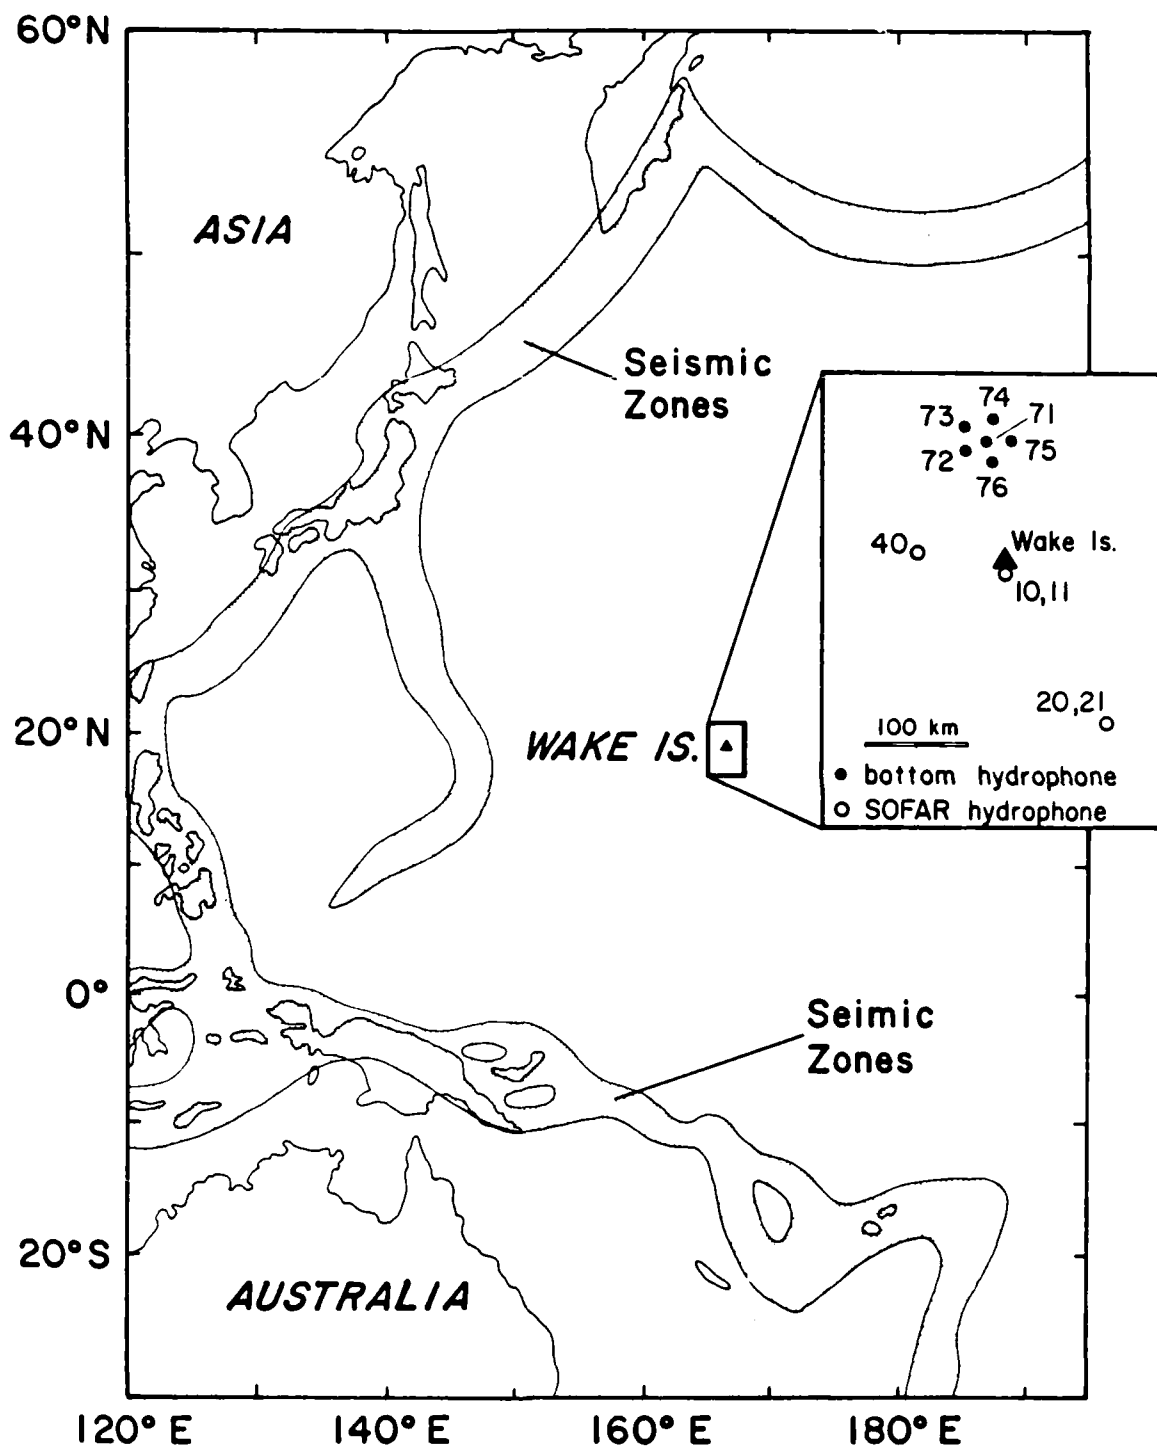 60°N
ASIA
Seismic
Zones
40°N
74
73
71
72
75
76
40
Wake Is.
10,11
20,21
100 km
bottom hydrophone
SOFAR hydrophone
20°N
WAKE IS.
0°
Seimic
Zones
20°S
AUSTRALIA
120°E
140°E
160°E
180°E